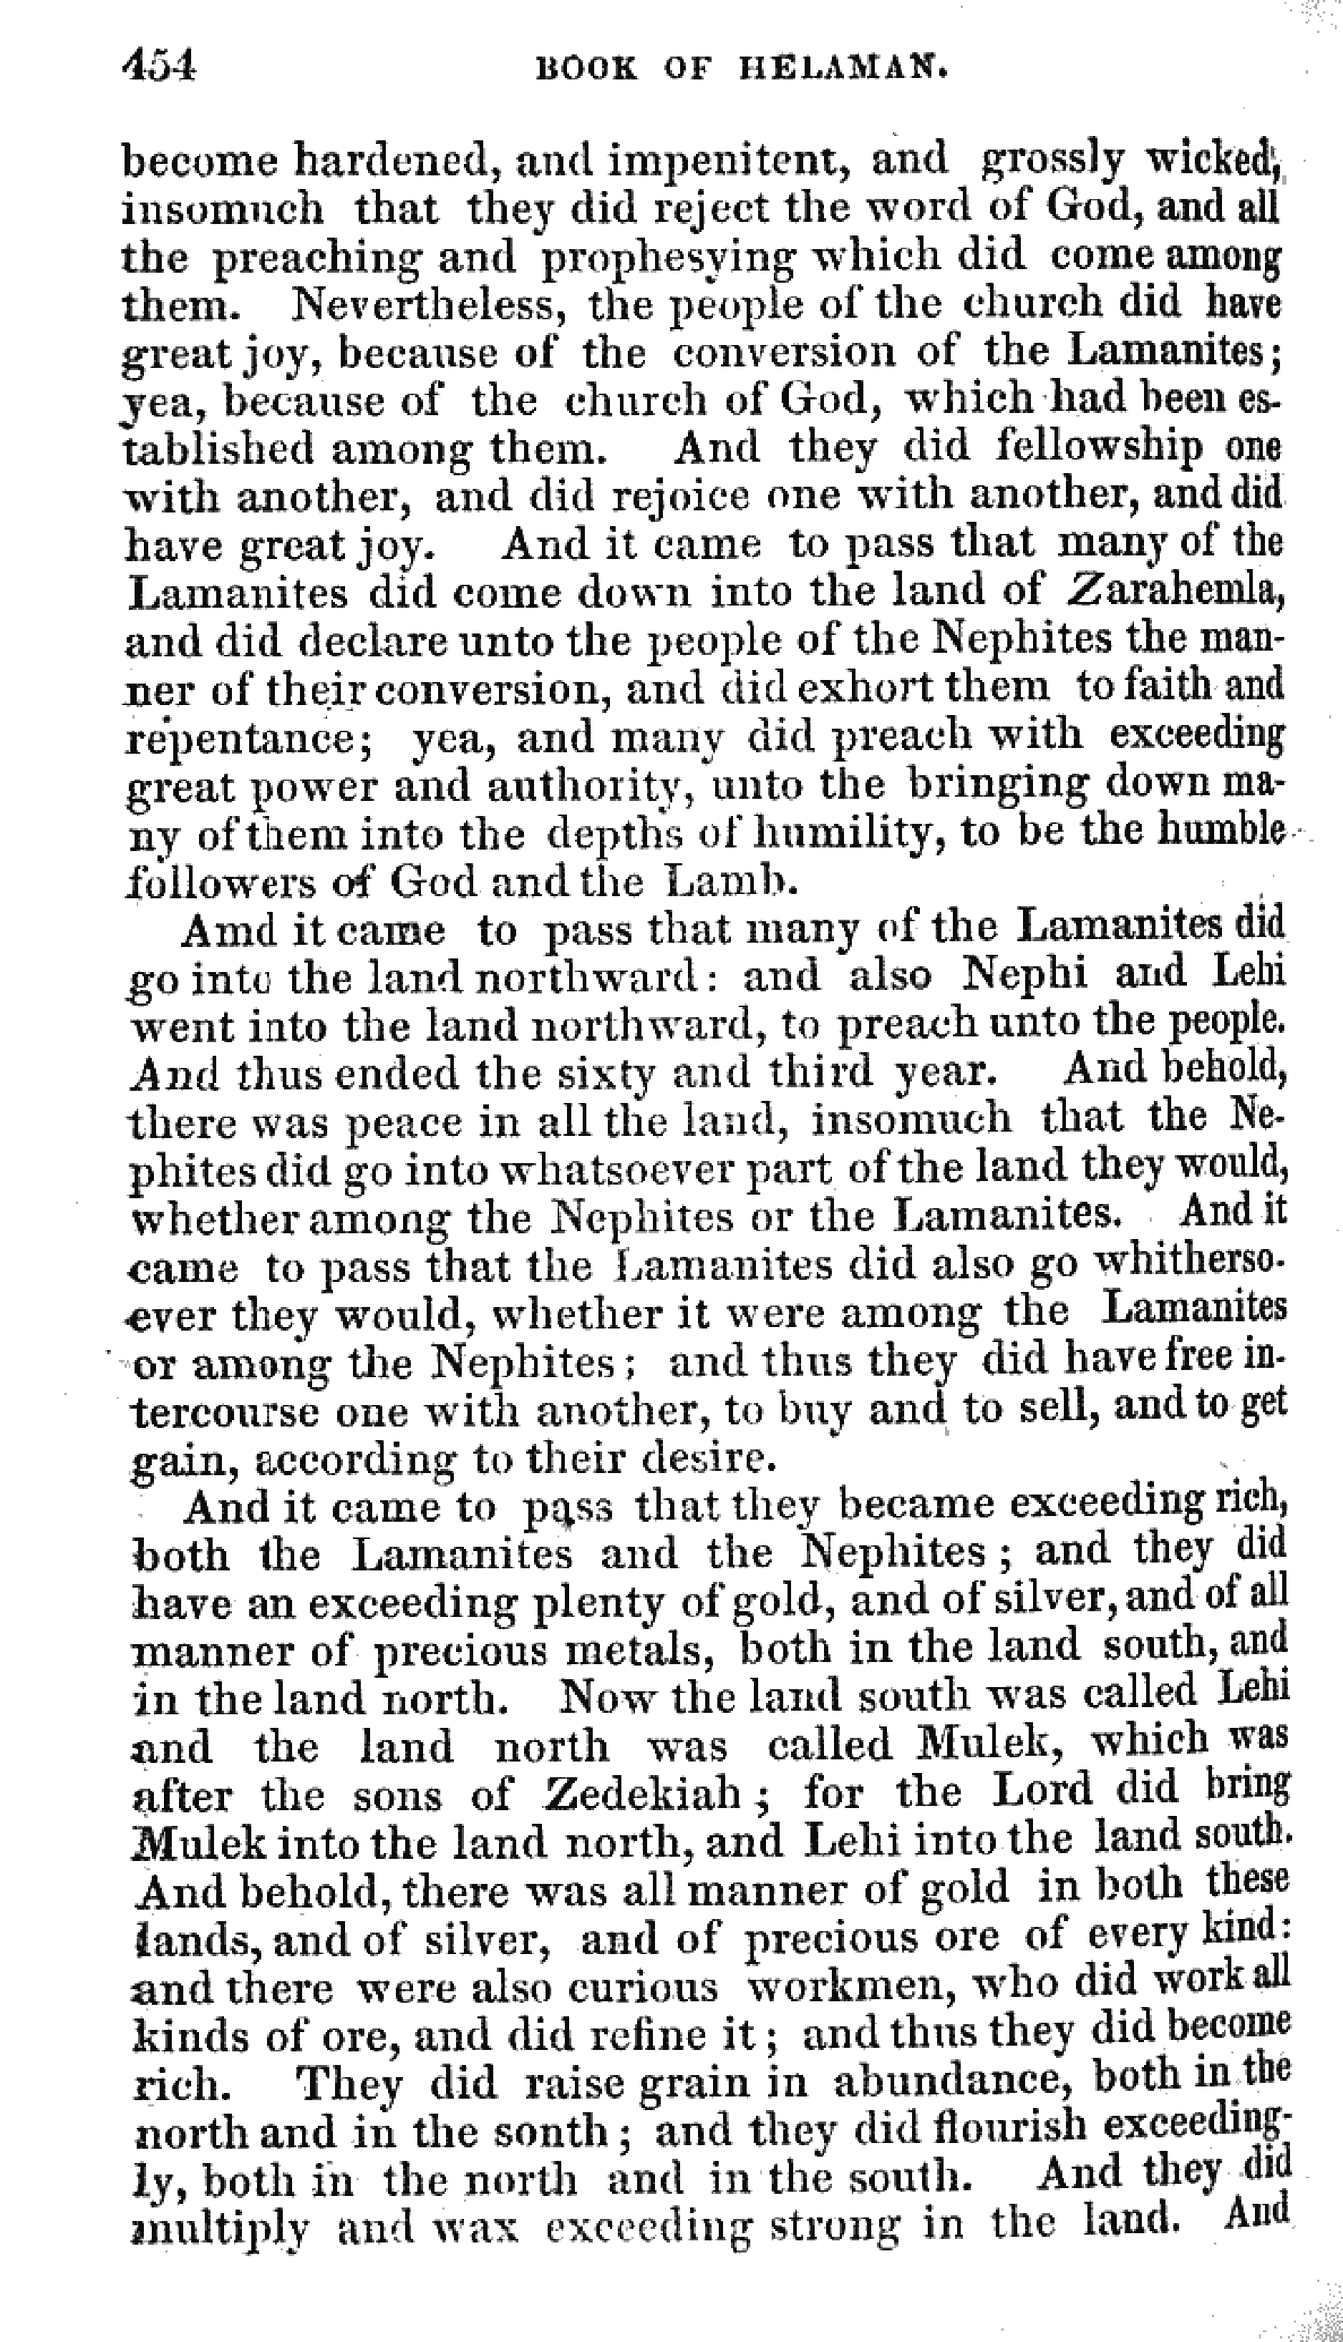 454 BOOK OF HELAMAN.
become hardened, and impenitent, and grossly wicked,
insomuch that they did reject the word of God, and all
the preaching and prophesying which did come among
them. Nevertheless, the people of the church did have
great joy, because of the conversion of the Lamanites;
yea, because of the church of God, which had been es-
tablished among them. And they did fellowship one
with another, and did rejoice one with another, and did
have great joy. And it came to pass that many of the
Lamanites did come down into the land of Zarahemla,
and did declare unto the people of the Nephites the man-
ner of their conversion, and did exhort them to faith and
repentance; yea, and many did preach with exceeding
great power and authority, unto the bringing down ma-
ny of them into the depths of humility, to be the humble
followers of God and the Lamb.
Amd it came to pass that many of the Lamanites did
go into the land northward: and also Nephi and Lehi
went into the land northward, to preach unto the people.
And thus ended the sixty and third year. And behold,
there was peace in all the land, insomuch that the Ne-
phites did go into whatsoever part of the land they would,
whether among the Nephites or the Lamanites. And it
came to pass that the Lamanites did also go whitherso-
ever they would, whether it were among the Lamanites
or among the Nephites; and thus they did have free in-
tercourse one with another, to buy and to sell, and to get
gain, according to their desire.
And it came to pass that they became exceeding rich,
both the Lamanites and the Nephites; and they did
have an exceeding plenty of gold, and of silver, and of all
manner of precious metals, both in the land south, and
in the land north. Now the land south was called Lehi
and the land north was called Mulek, which was
after the sons of Zedekiah; for the Lord did bring
Mulek into the land north, and Lehi into the land south.
And behold, there was all manner of gold in both these
lands, and of silver, and of precious ore of every kind:
and there were also curious workmen, who did work all
kinds of ore, and did refine it; and thus they did become
rich. They did raise grain in abundance, both in the
north and in the sonth; and they did flourish exceeding-
ly, both in the north and in the south. And they did
multiply and wax exceeding strong in the land. And